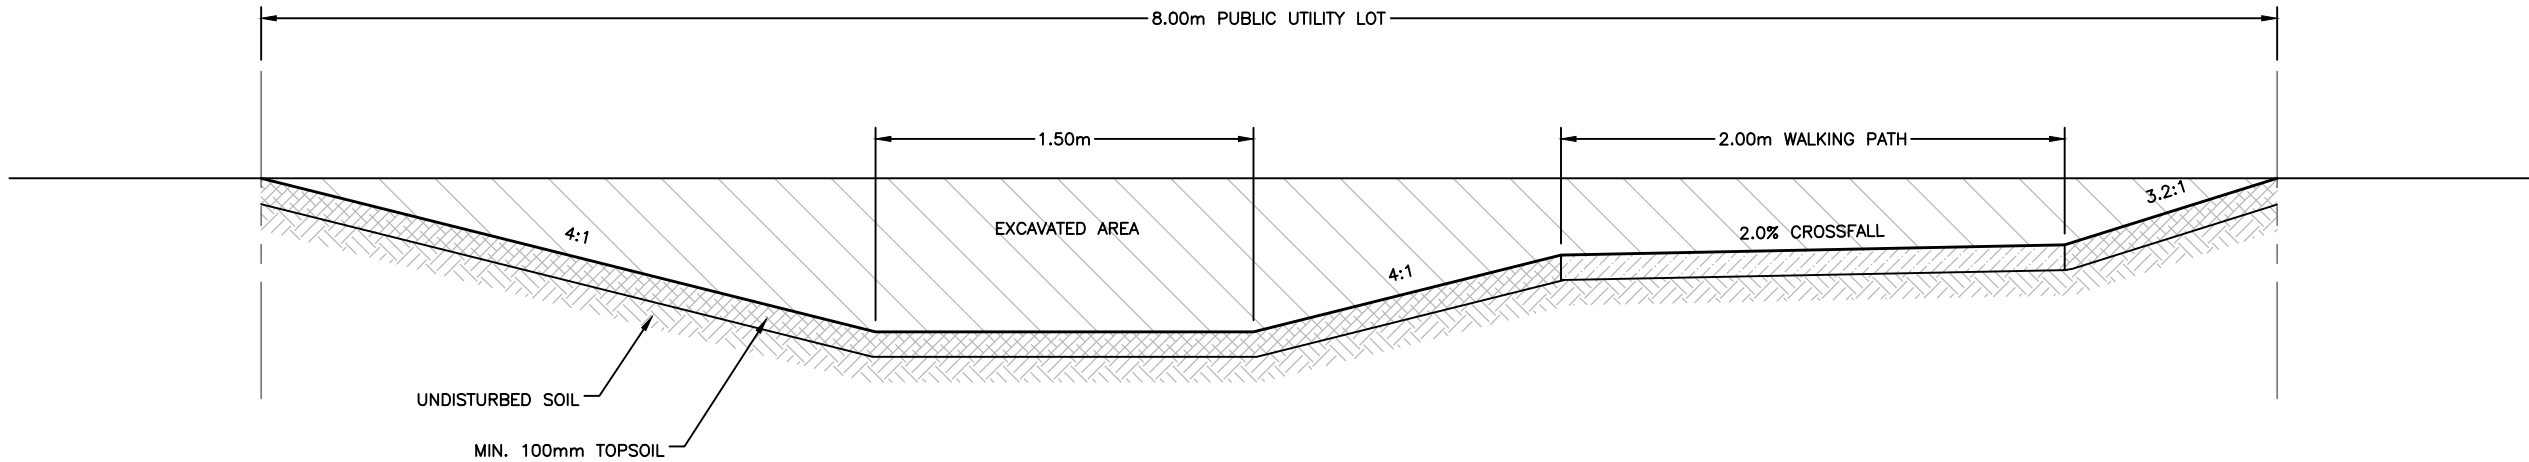 8.00m PUBLIC UTILITY LOT
1.50m
2.00m WALKING PATH
3.2:1
EXCAVATED AREA
2.0% CROSSFALL
4:1
4:1
UNDISTURBED SOIL
MIN. 100mm TOPSOIL